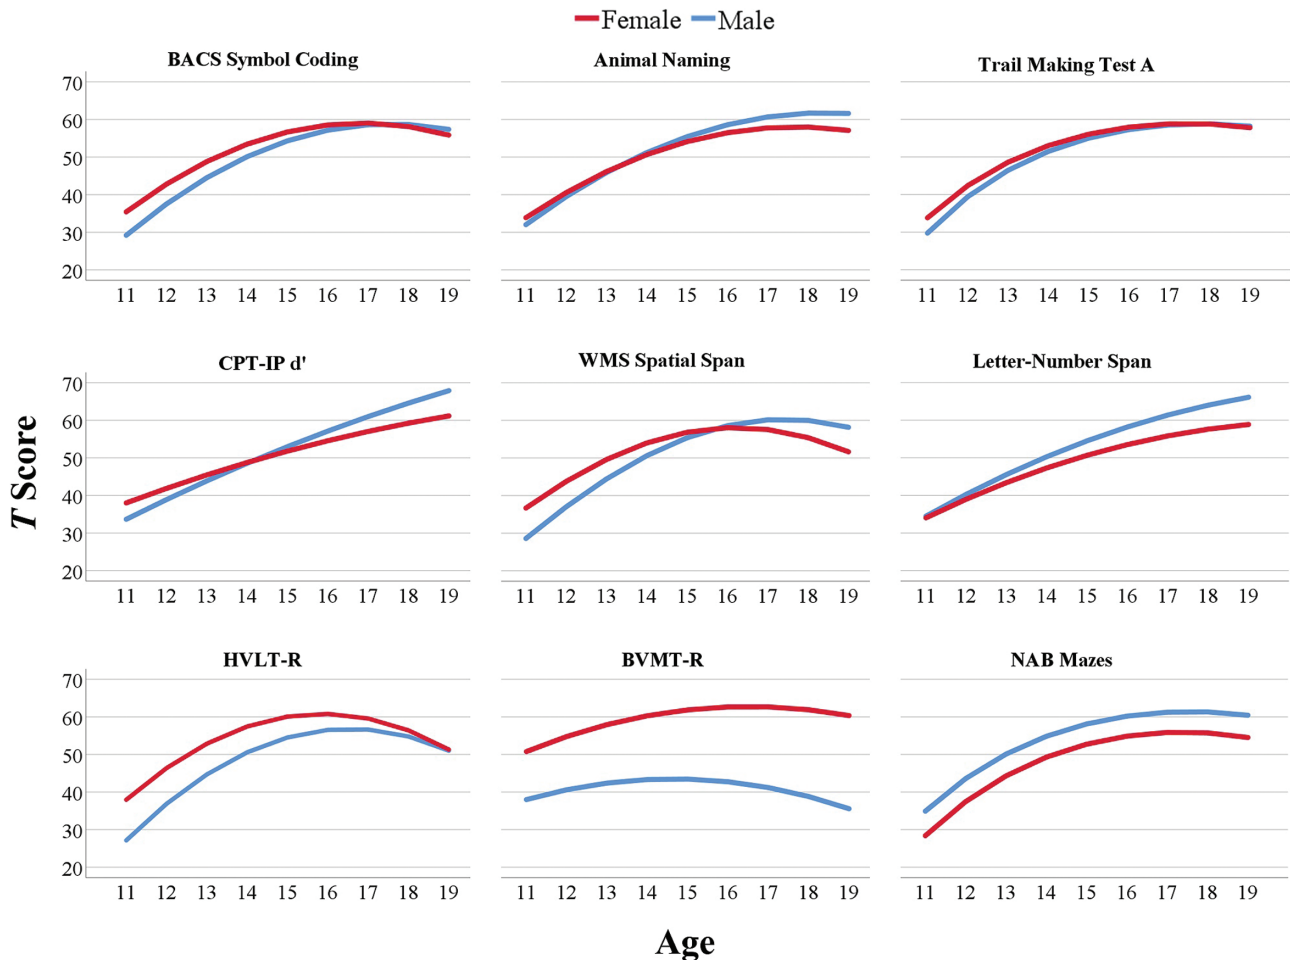 Female Male
BACS Symbol Coding Animal Naming Trail Making Test A
70
60
50
40
30
20
11 12 13 14 15 16 17 18 19 11 12 13 14 15 16 17 18 19 11 12 13 14 15 16 17 18 19
CPT-IP d' WMS Spatial Span Letter-Number Span
70
60
50
40
30
20
11 12 13 14 15 16 17 18 19 11 12 13 14 15 16 17 18 19 11 12 13 14 15 16 17 18 19
T Score
HVLT-R BVMT-R NAB Mazes
70
60
50
40
30
20
11 12 13 14 15 16 17 18 19 11 12 13 14 15 16 17 18 19 11 12 13 14 15 16 17 18 19
Age